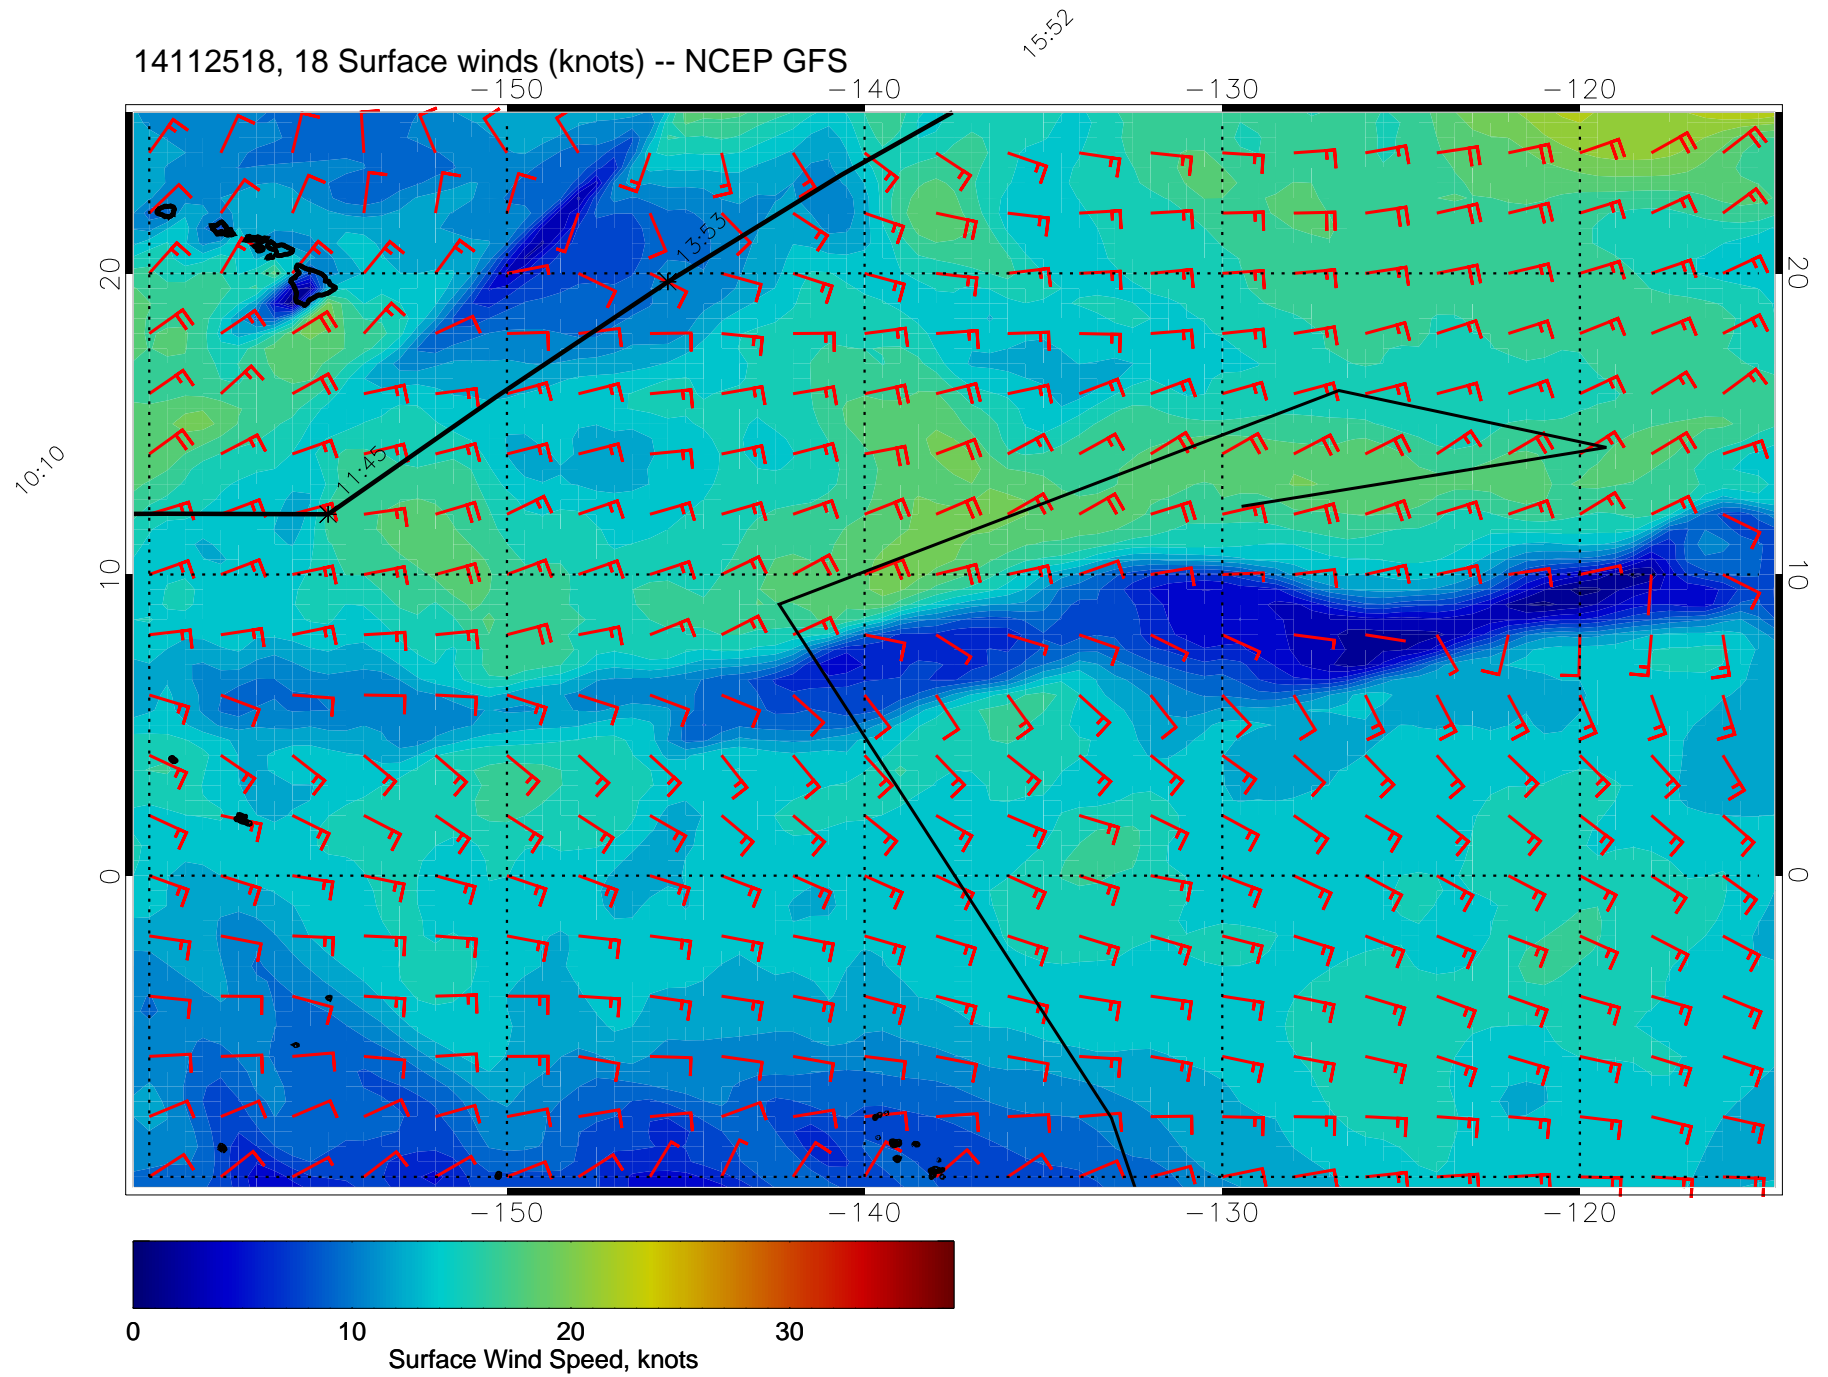 15:52
14112518, 18 Surface winds (knots) -- NCEP GFS
-150 -140 -130 -120
13:53
20 20
11:45
10:10
10 10
0 0
-150 -140 -130 -120
0 10 20 30
Surface Wind Speed, knots